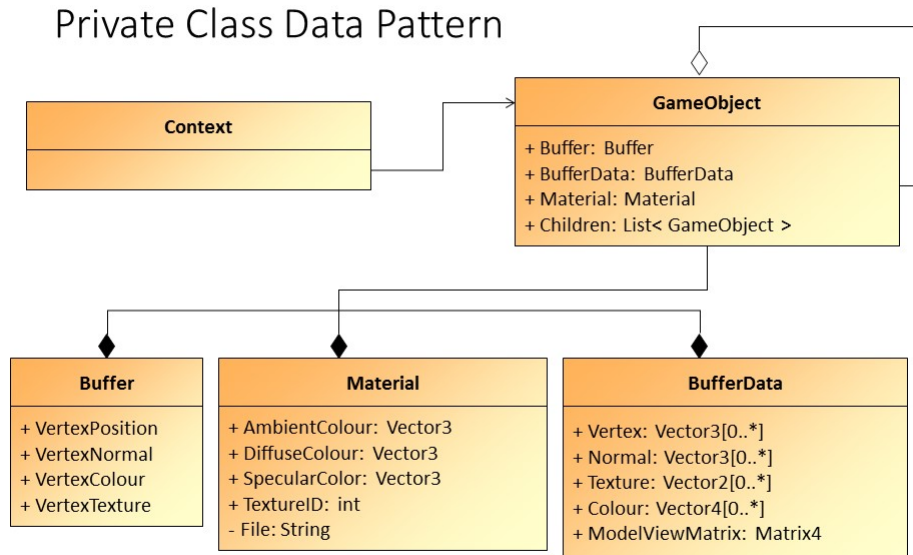 Private Class Data Pattern
Context
GameObject
+ Buffer: Buffer
+ BufferData: BufferData
+ Material: Material
+ Children: List< GameObject >
Buffer
+ VertexPosition
+ VertexNormal
+ VertexColour
+ VertexTexture
Material
+ AmbientColour: Vector3
+ DiffuseColour: Vector3
+ SpecularColor: Vector3
+ TextureID: int
- File: String
BufferData
+ Vertex: Vector3[0..*]
+ Normal: Vector3[0..*]
+ Texture: Vector2[0..*]
+ Colour: Vector4[0..*]
+ ModelViewMatrix: Matrix4